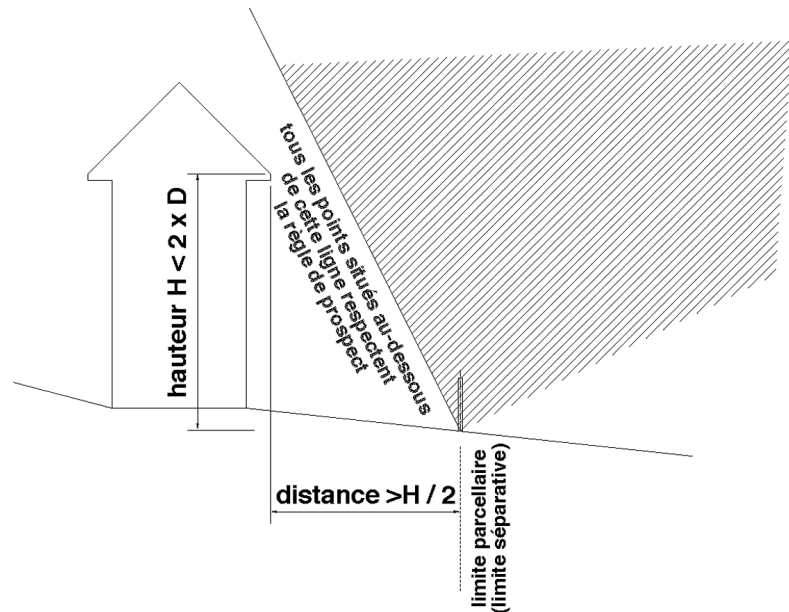 tous les points situés au-dessous
de cette ligne respectent
la règle de prospect
hauteur H < 2 x D
distance >H / 2
limite parcellaire
(limite séparative)